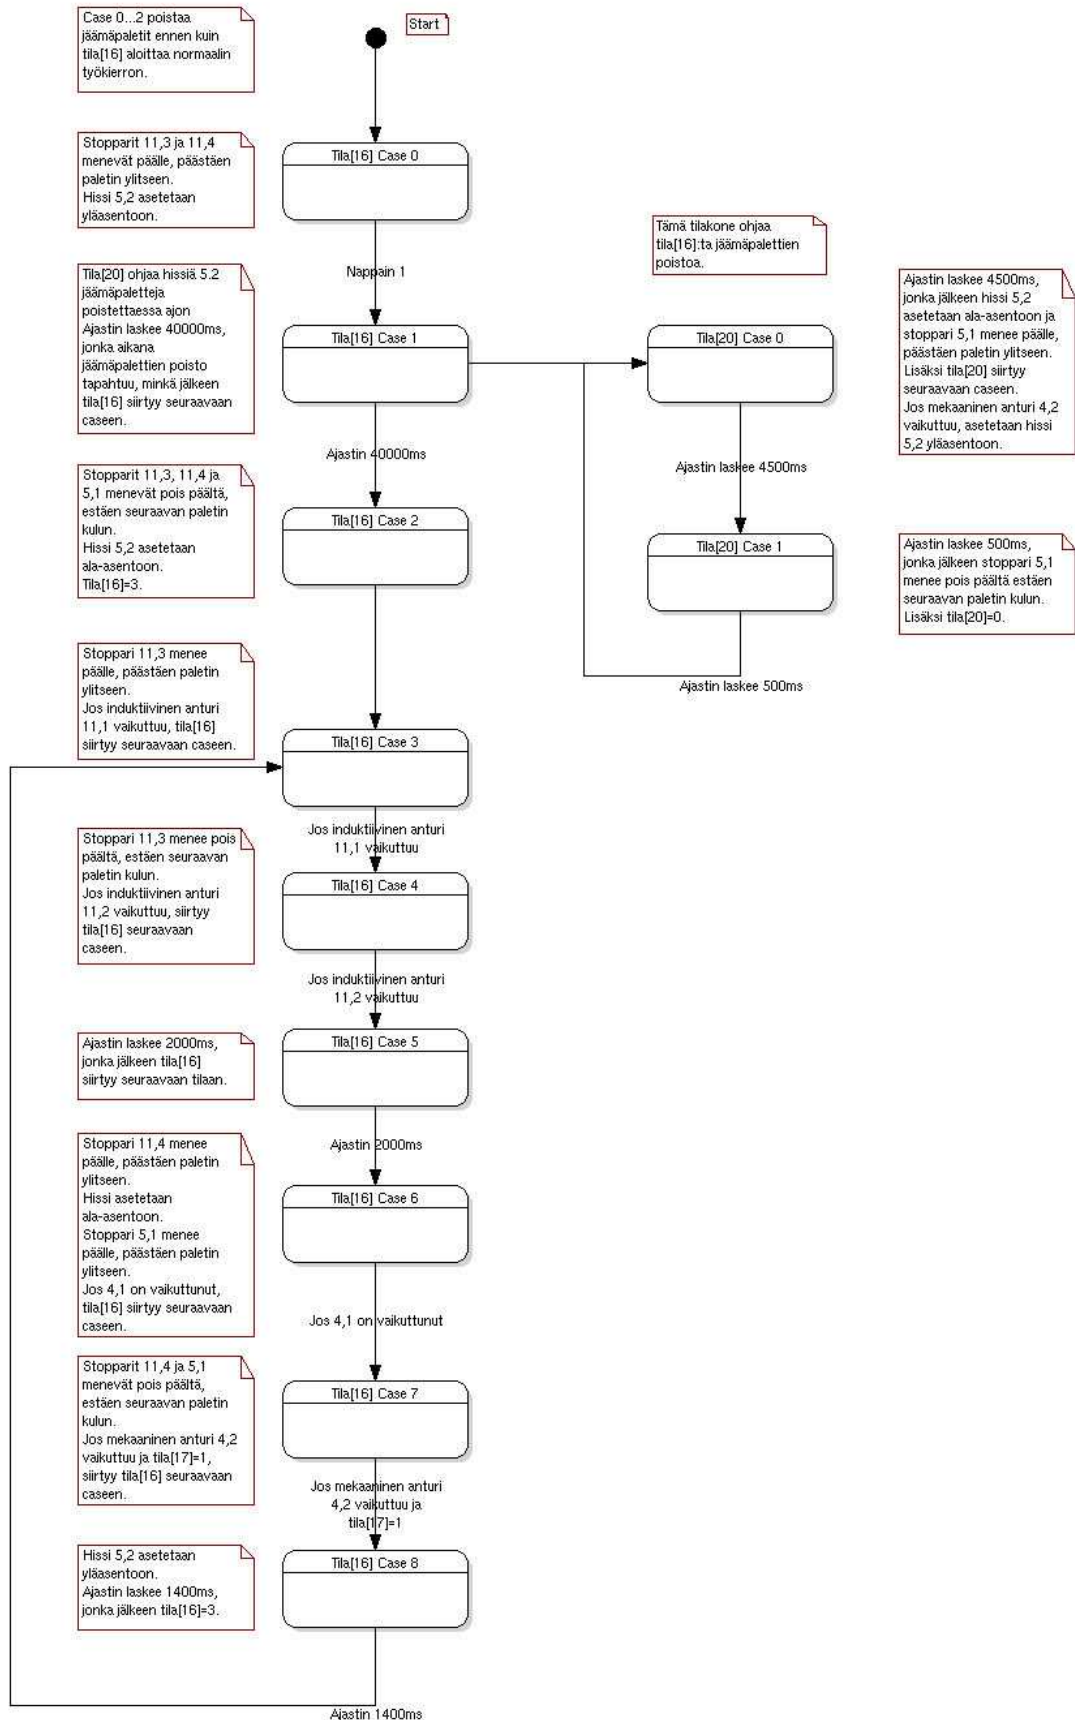 Case 0...2 poistaa
jäämäpaletit ennen kuin
tila[16] aloittaa normaalin
työkierron.
Start
Stopparit 11,3 ja 11,4
menevät päälle, päästäen
paletin ylitseen.
Hissi 5,2 asetetaan
yläasentoon.
Tila[16] Case 0
Tämä tilakone ohjaa
tila[16]:ta jäämäpalettien
poistoa.
Nappain 1
Tila[20] ohjaa hissiä 5.2
jäämäpaletteja
poistettaessa ajon
Ajastin laskee 40000ms,
jonka aikana
jäämäpalettien poisto
tapahtuu, minkä jälkeen
tila[16] siirtyy seuraavaan
caseen.
Tila[16] Case 1
Tila[20] Case 0
Ajastin laskee 4500ms,
jonka jälkeen hissi 5,2
asetetaan ala-asentoon ja
stoppari 5,1 menee päälle,
päästäen paletin ylitseen.
Lisäksi tila[20] siirtyy
seuraavaan caseen.
Jos mekaaninen anturi 4,2
vaikuttuu, asetetaan hissi
5,2 yläasentoon.
Ajastin 40000ms
Ajastin laskee 4500ms
Stopparit 11,3, 11,4 ja
5,1 menevät pois päältä,
estäen seuraavan paletin
kulun.
Hissi 5,2 asetetaan
ala-asentoon.
Tila[16]=3.
Tila[16] Case 2
Tila[20] Case 1
Ajastin laskee 500ms,
jonka jälkeen stoppari 5,1
menee pois päältä estäen
seuraavan paletin kulun.
Lisäksi tila[20]=0.
Ajastin laskee 500ms
Stoppari 11,3 menee
päälle, päästäen paletin
ylitseen.
Jos induktiivinen anturi
11,1 vaikuttuu, tila[16]
siirtyy seuraavaan caseen.
Tila[16] Case 3
Jos induktiivinen anturi
11,1 vaikuttuu
Stoppari 11,3 menee pois
päältä, estäen seuraavan
paletin kulun.
Jos induktiivinen anturi
11,2 vaikuttuu, siirtyy
tila[16] seuraavaan
caseen.
Tila[16] Case 4
Jos induktiivinen anturi
11,2 vaikuttuu
Ajastin laskee 2000ms,
jonka jälkeen tila[16]
siirtyy seuraavaan tilaan.
Tila[16] Case 5
Ajastin 2000ms
Stoppari 11,4 menee
päälle, päästäen paletin
ylitseen.
Hissi asetetaan
ala-asentoon.
Stoppari 5,1 menee
päälle, päästäen paletin
ylitseen.
Jos 4,1 on vaikuttunut,
tila[16] siirtyy seuraavaan
caseen.
Tila[16] Case 6
Jos 4,1 on vaikuttunut
Stopparit 11,4 ja 5,1
menevät pois päältä,
estäen seuraavan paletin
kulun.
Jos mekaaninen anturi 4,2
vaikuttuu ja tila[17]=1,
siirtyy tila[16] seuraavaan
caseen.
Tila[16] Case 7
Jos mekaaninen anturi
4,2 vaikuttuu ja
tila[17]=1
Hissi 5,2 asetetaan
yläasentoon.
Ajastin laskee 1400ms,
jonka jälkeen tila[16]=3.
Tila[16] Case 8
Ajastin 1400ms